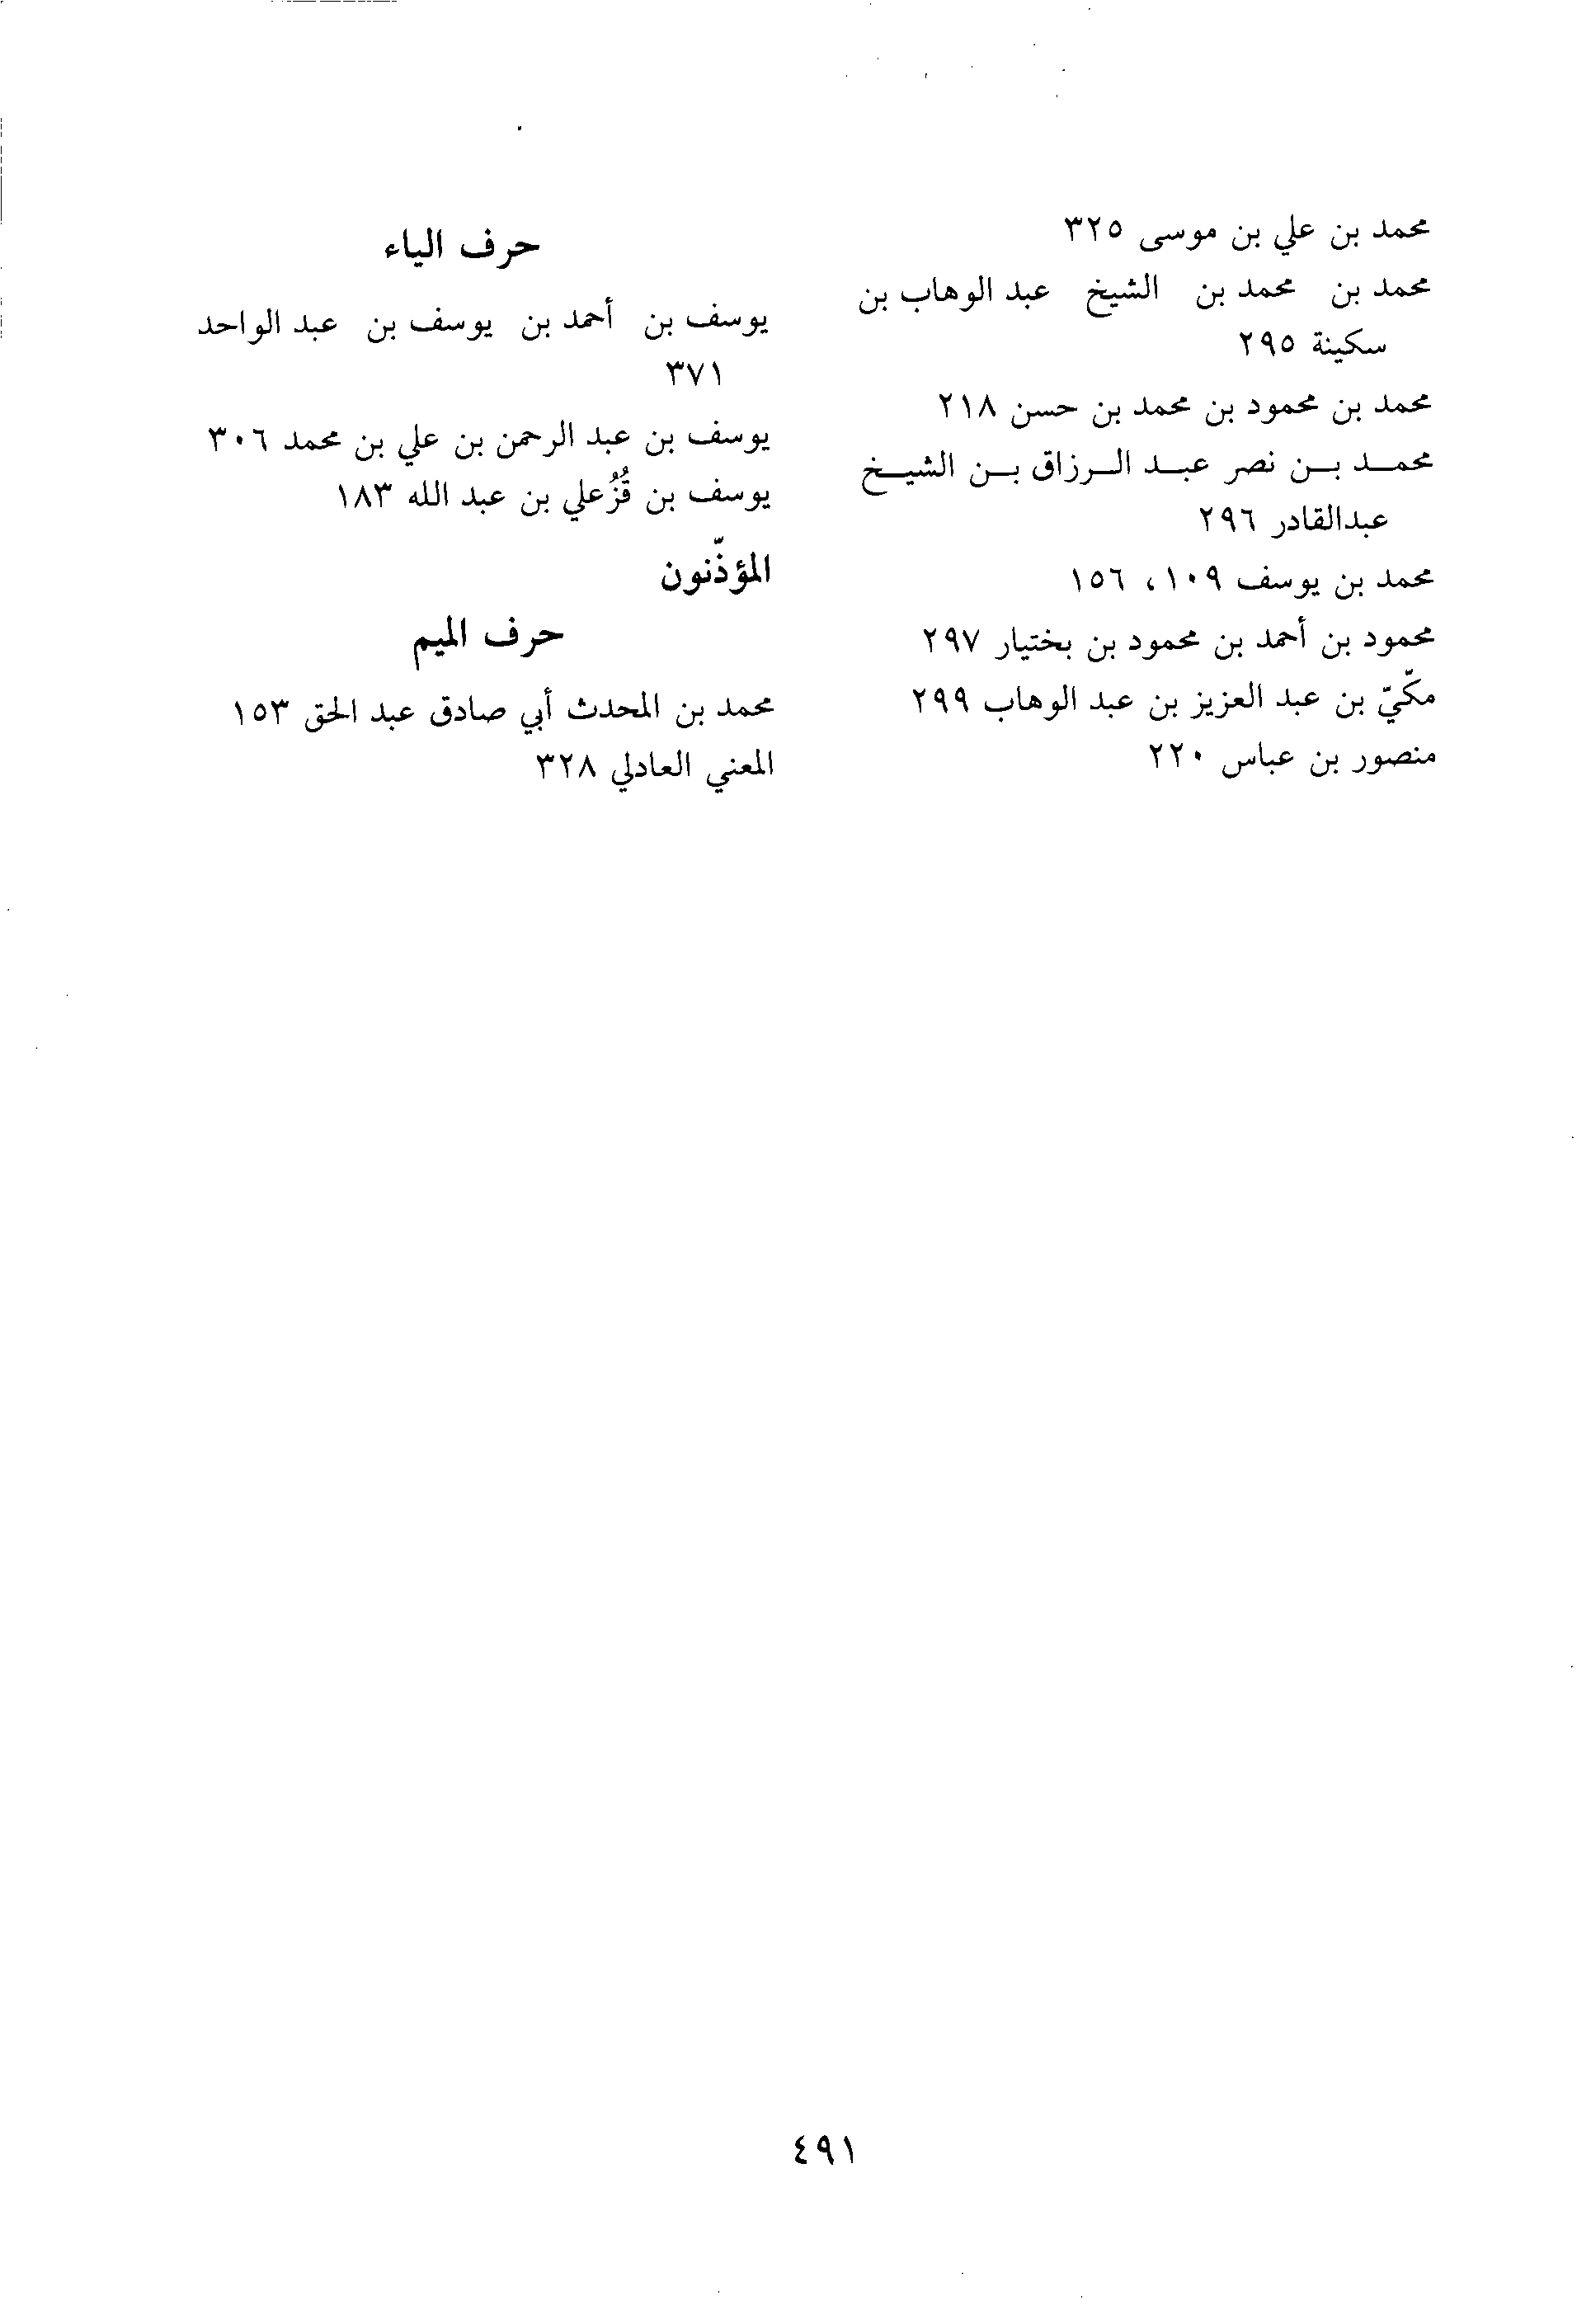 محمد بن علي بن موسى ٣٢٥
محمد بن محمد بن الشيخ عبد الوهاب بن
سكينة ٢٩٥
محمد بن محمود بن محمد بن حسن ٢١٨
محمد بن نصر عبد الرزاق بن الشيخ
عبدالقادر ٢٩٦
محمد بن يوسف ١٠٩، ١٥٦
محمود بن أحمد بن محمود بن بختيار ٢٩٧
مكّيّ بن عبد العزيز بن عبد الوهاب ٢٩٩
منصور بن عباس ٢٢٠
حرف الياء
يوسف بن أحمد بن يوسف بن عبد الواحد
٣٧١
يوسف بن عبد الرحمن بن علي بن محمد ٣٠٦
يوسف بن قُزُعلي بن عبد الله ١٨٣
المؤذّنون
حرف الميم
محمد بن المحدث أبي صادق عبد الحق ١٥٣
المعني العادلي ٣٢٨
٤٩١